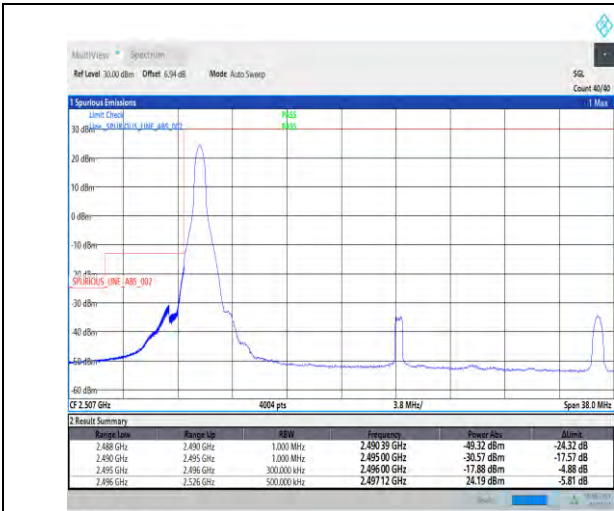 MultiView Spectrum
Ref Level 30.00 dBm Offset 6.94 dB Mode Auto Sweep SGL
Count 40/40
1 Spurious Emissions 1 Max
Limit Check PASS
30 dBm Line _SPURIOUS_LINE_ABS_002 PASS
20 dBm
10 dBm
0 dBm
-10 dBm
-20 dBm
SPURIOUS_LINE_ABS_002
-30 dBm
-40 dBm
-50 dBm
-60 dBm
CF 2.507 GHz 4004 pts 3.8 MHz/ Span 38.0 MHz
2 Result Summary
Range Low Range Up RBW Frequency Power Abs ΔLimit
2.488 GHz 2.490 GHz 1.000 MHz 2.490 39 GHz -49.32 dBm -24.32 dB
2.490 GHz 2.495 GHz 1.000 MHz 2.495 00 GHz -30.57 dBm -17.57 dB
2.495 GHz 2.496 GHz 300.000 kHz 2.496 00 GHz -17.88 dBm -4.88 dB
2.496 GHz 2.526 GHz 500.000 kHz 2.497 12 GHz 24.19 dBm -5.81 dB